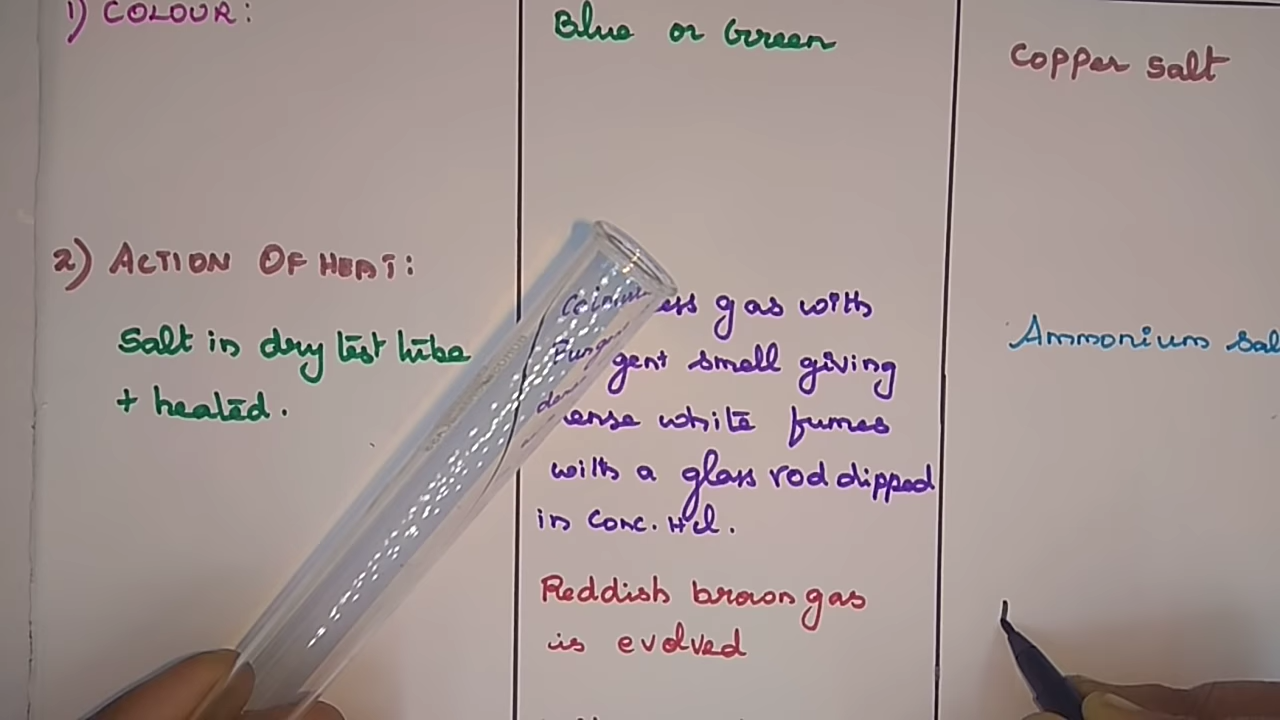 1) COLOUR:
Blue or Green
Copper salt
2) ACTION OF HEAT:
Salt in dry test tube
+ heated.
gas with
gent smell giving
ense white fumes
with a glass rod dipped
in conc. Hcl.
Ammonium Sal
Reddish brown gas
is evolved